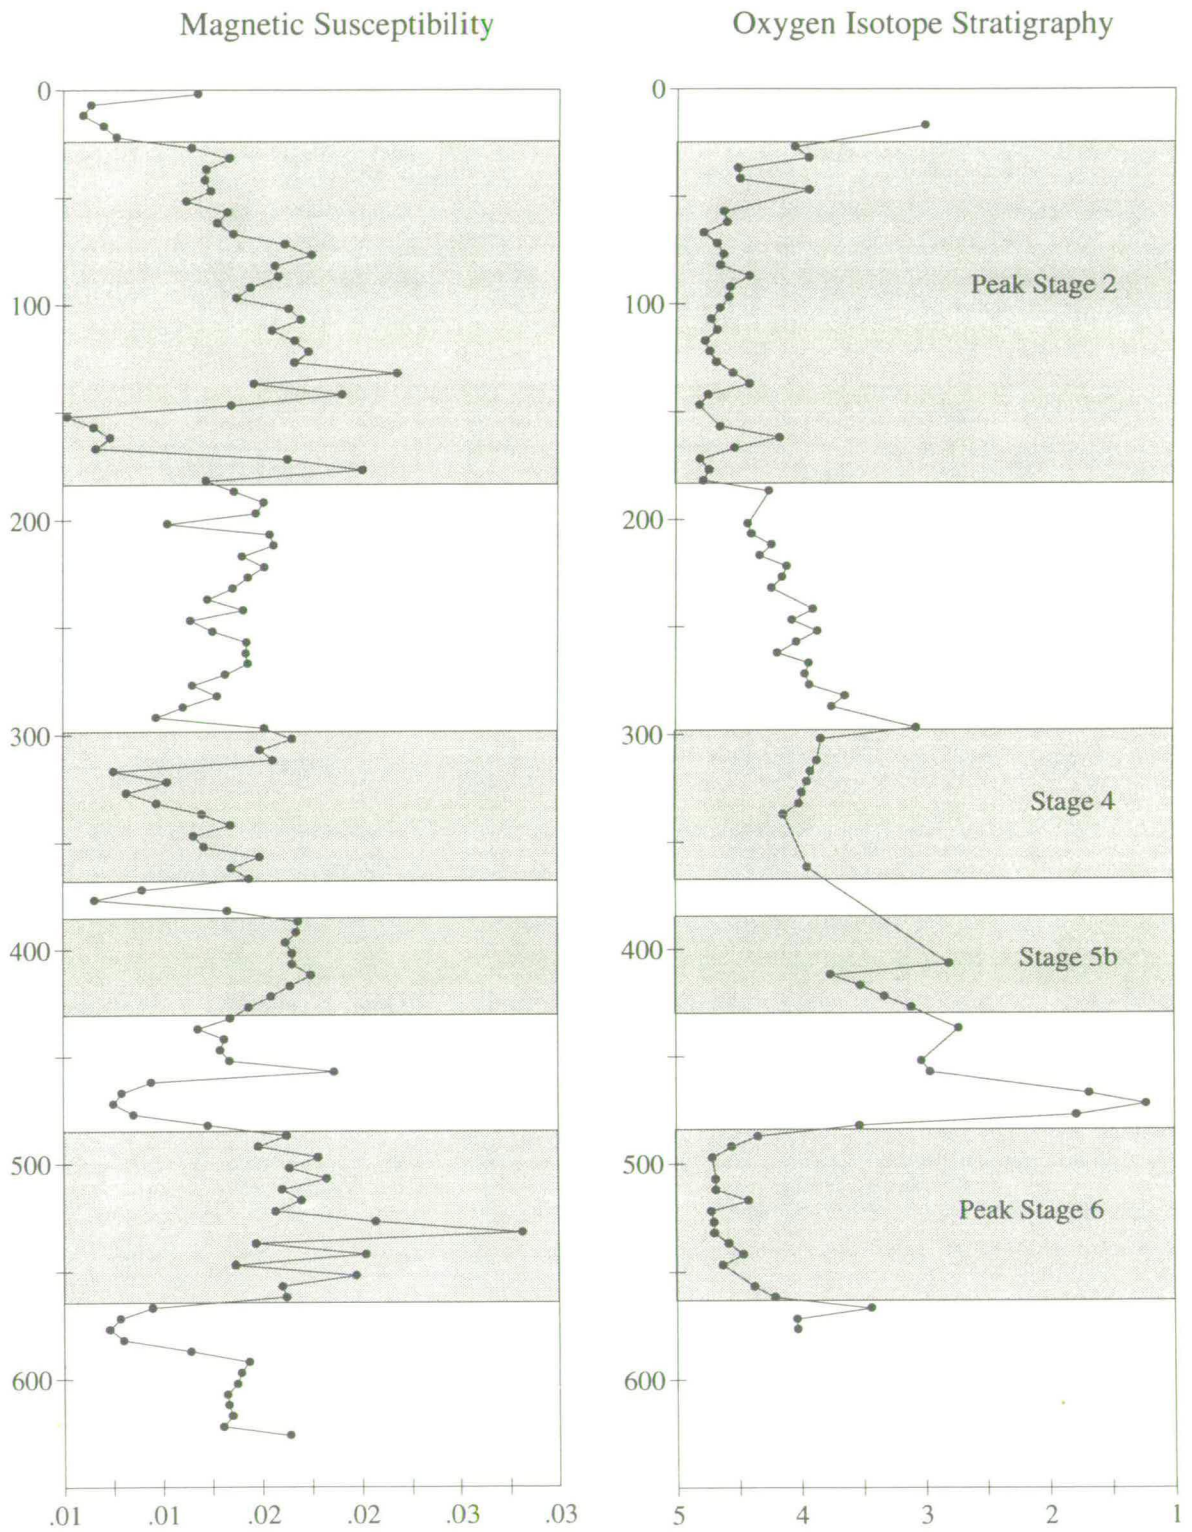 Magnetic Susceptibility
Oxygen Isotope Stratigraphy
0
100
200
300
400
500
600
.01 .01 .02 .02 .03 .03
0
100
200
300
400
500
600
Peak Stage 2
Stage 4
Stage 5b
Peak Stage 6
5 4 3 2 1